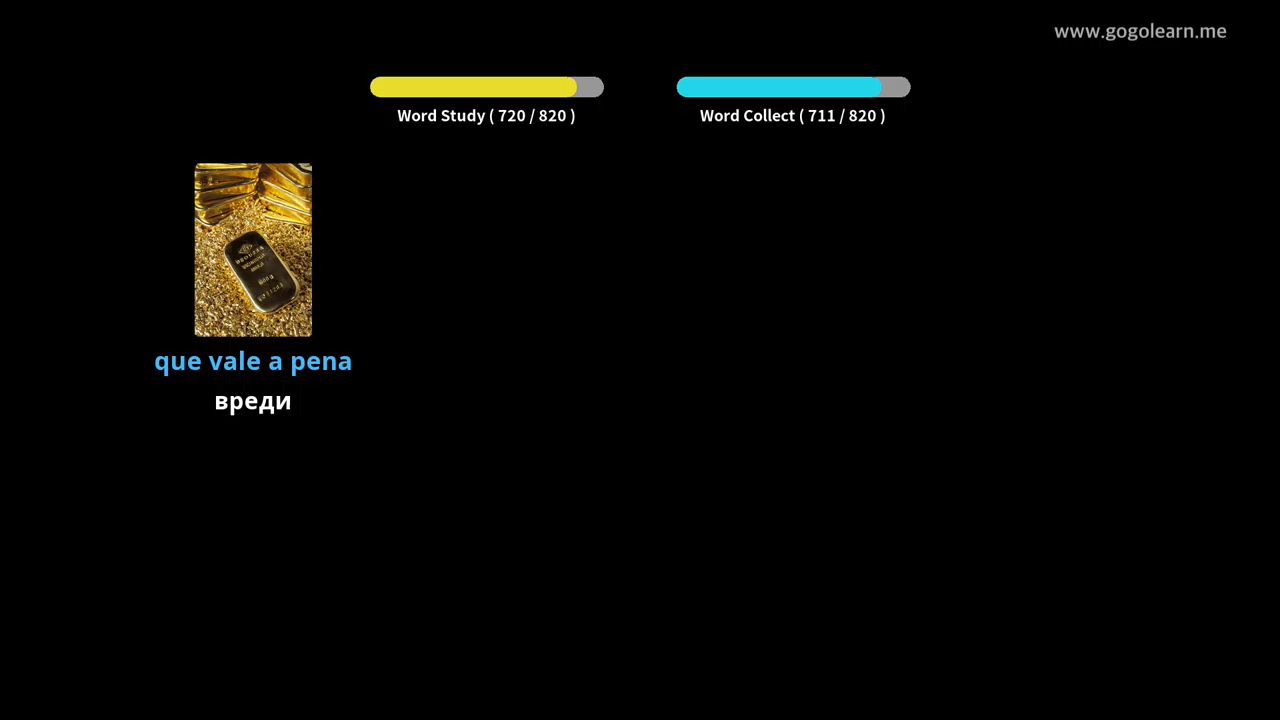 www.gogolearn.me
Word Study ( 720 / 820 )
Word Collect ( 711 / 820 )
que vale a pena
вреди